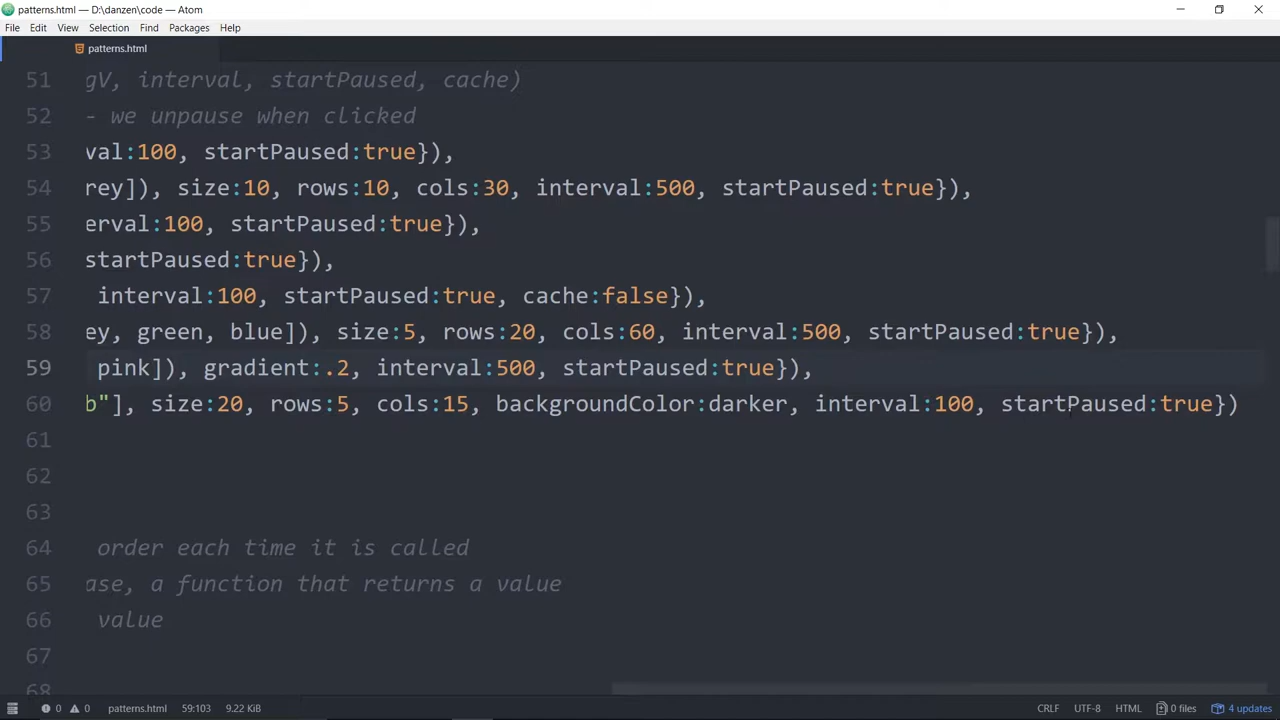 patterns.html — D:\danzen\code — Atom
File Edit View Selection Find Packages Help
patterns.html
51 gV, interval, startPaused, cache)
52 - we unpause when clicked
53 val:100, startPaused:true}),
54 rey]), size:10, rows:10, cols:30, interval:500, startPaused:true}),
55 erval:100, startPaused:true}),
56 startPaused:true}),
57 interval:100, startPaused:true, cache:false}),
58 ey, green, blue]), size:5, rows:20, cols:60, interval:500, startPaused:true}),
59 pink]), gradient:.2, interval:500, startPaused:true}),
60 b"], size:20, rows:5, cols:15, backgroundColor:darker, interval:100, startPaused:true})
61
62
63
64 order each time it is called
65 ase, a function that returns a value
66 value
67
68
0 0 patterns.html 59:103 9.22 KiB CRLF UTF-8 HTML 0 files 4 updates